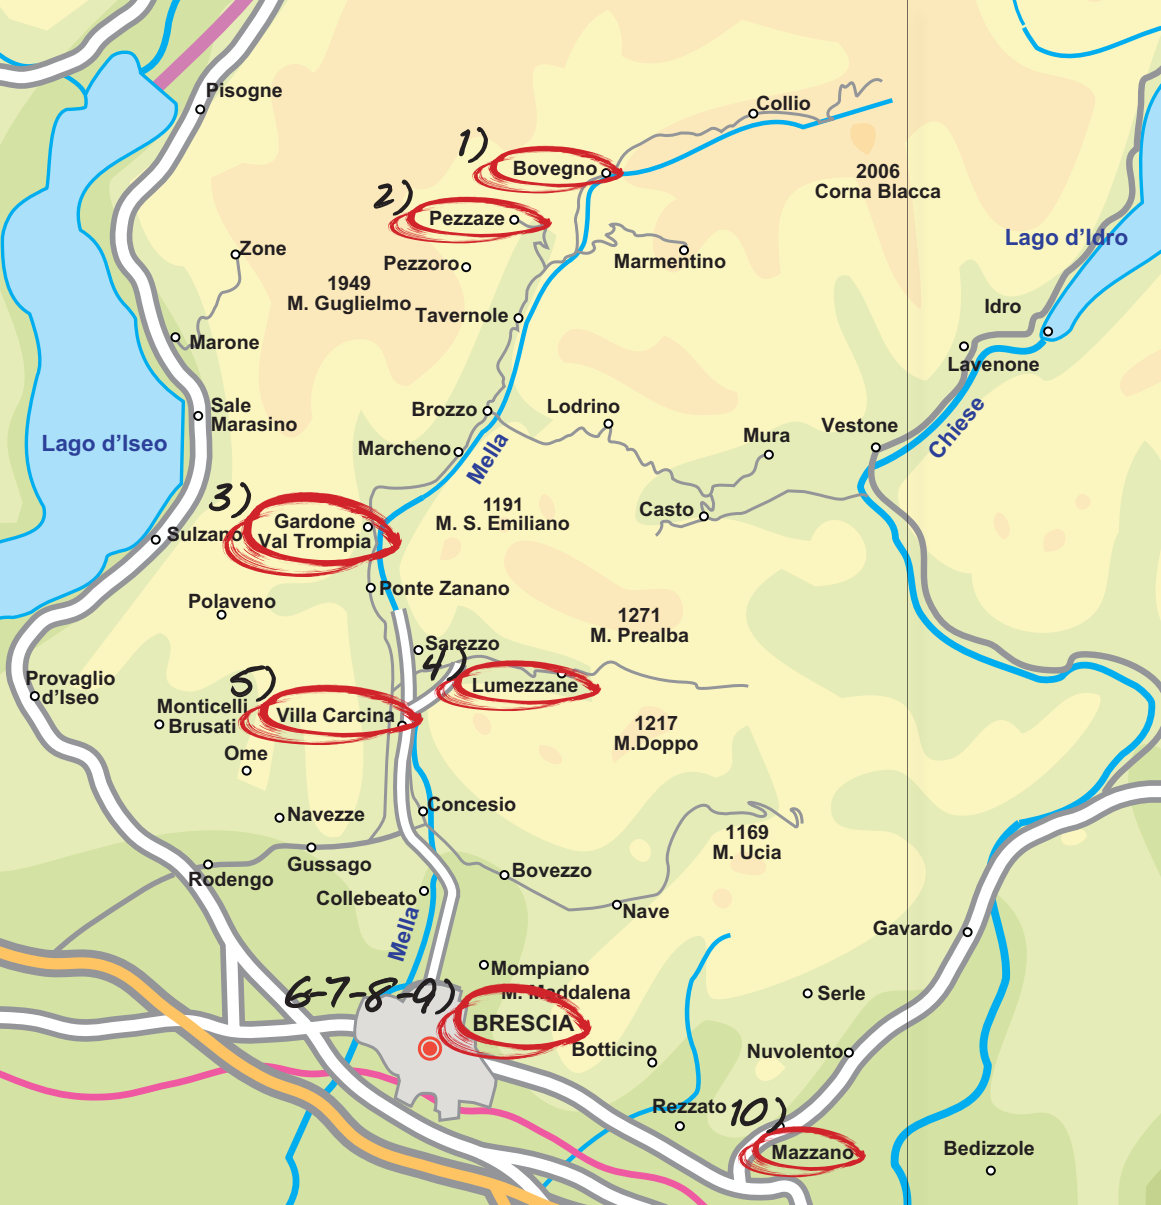 Pisogne
Collio
1)
Bovegno
2006
Corna Blacca
2)
Pezzaze
Zone
Pezzoro
Marmentino
Lago d'Idro
1949
M. Guglielmo
Tavernole
Idro
Marone
Lavenone
Sale
Marasino
Brozzo
Lodrino
Vestone
Chiese
Mura
Lago d'Iseo
Marcheno
Mella
3)
1191
M. S. Emiliano
Casto
Gardone
Val Trompia
Sulzano
Ponte Zanano
Polaveno
1271
M. Prealba
Sarezzo
4)
Lumezzane
Provaglio
d'Iseo
5)
Monticelli
Brusati
Villa Carcina
1217
M.Doppo
Ome
Concesio
Navezze
1169
M. Ucia
Gussago
Rodengo
Bovezzo
Collebeato
Nave
Mella
Gavardo
Mompiano
M. Maddalena
6-7-8-9)
BRESCIA
Serle
Botticino
Nuvolento
Rezzato
10)
Mazzano
Bedizzole